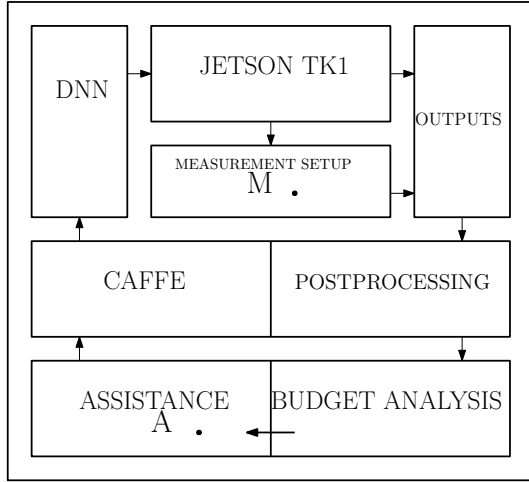 DNN
JETSON TK1
OUTPUTS
MEASUREMENT SETUP
M .
CAFFE
POSTPROCESSING
ASSISTANCE
A .
BUDGET ANALYSIS